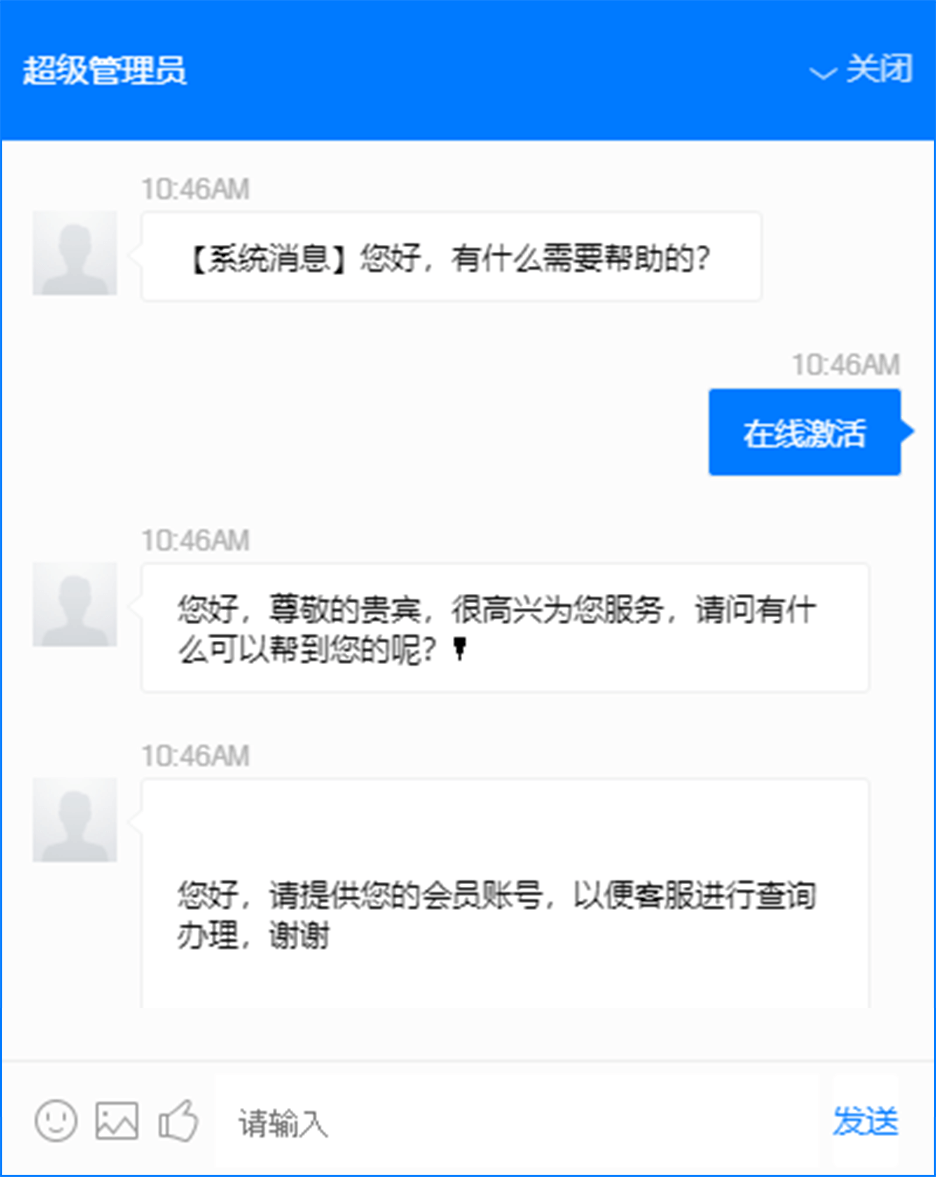 超级管理员
关闭
10:46AM
【系统消息】您好，有什么需要帮助的？
10:46AM
在线激活
10:46AM
您好，尊敬的贵宾，很高兴为您服务，请问有什
么可以帮到您的呢？
10:46AM
您好，请提供您的会员账号，以便客服进行查询
办理，谢谢
请输入
发送